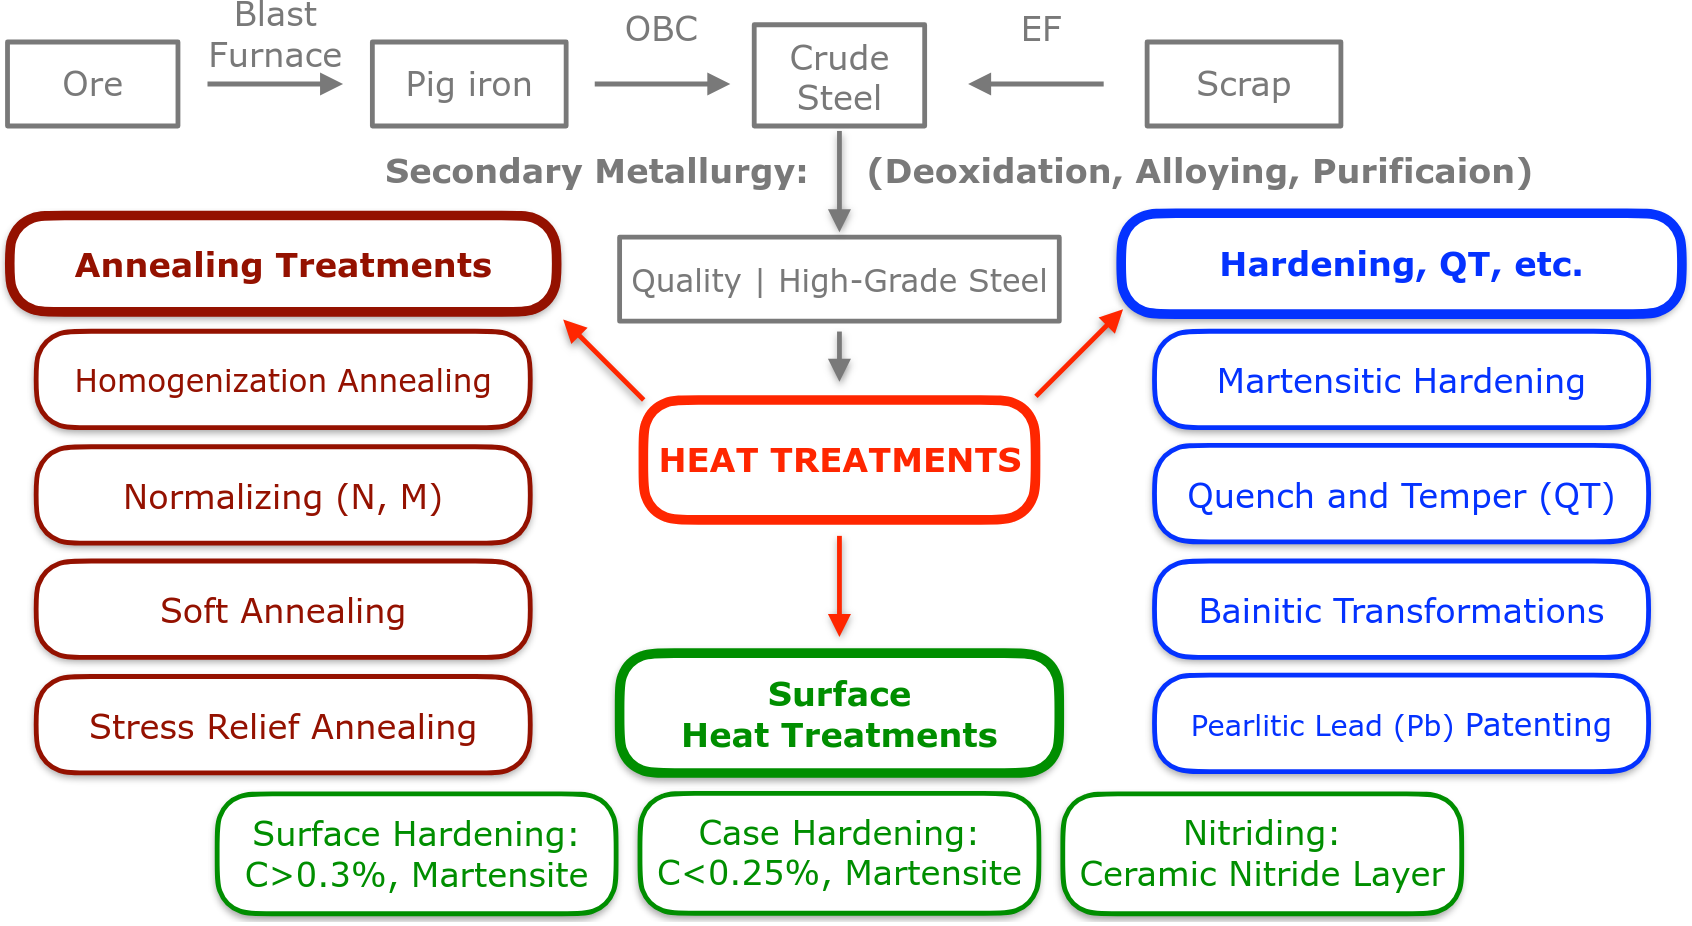 Blast
Furnace
OBC
EF
Ore
Pig iron
Crude
Steel
Scrap
Secondary Metallurgy:
(Deoxidation, Alloying, Purificaion)
Annealing Treatments
Quality | High-Grade Steel
Hardening, QT, etc.
Homogenization Annealing
Martensitic Hardening
HEAT TREATMENTS
Normalizing (N, M)
Quench and Temper (QT)
Soft Annealing
Bainitic Transformations
Surface
Heat Treatments
Stress Relief Annealing
Pearlitic Lead (Pb) Patenting
Surface Hardening:
C>0.3%, Martensite
Case Hardening:
C<0.25%, Martensite
Nitriding:
Ceramic Nitride Layer